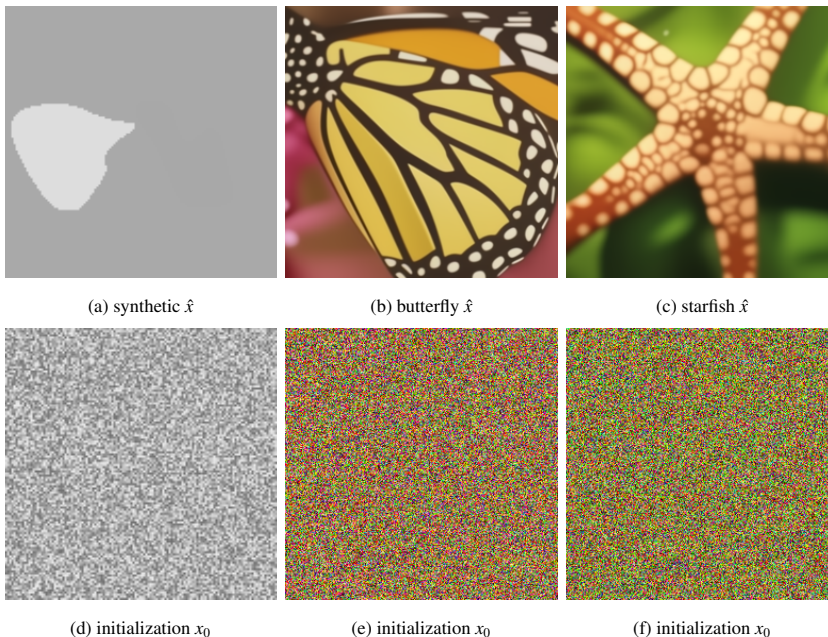 (a) synthetic x̂
(b) butterfly x̂
(c) starfish x̂
(d) initialization x₀
(e) initialization x₀
(f) initialization x₀